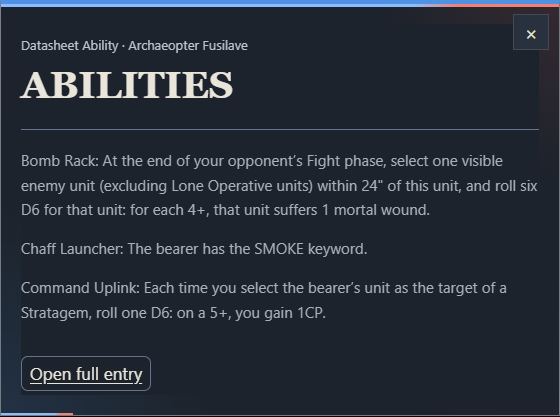 Datasheet Ability · Archaeopter Fusilave
×
ABILITIES
Bomb Rack: At the end of your opponent’s Fight phase, select one visible
enemy unit (excluding Lone Operative units) within 24" of this unit, and roll six
D6 for that unit: for each 4+, that unit suffers 1 mortal wound.
Chaff Launcher: The bearer has the SMOKE keyword.
Command Uplink: Each time you select the bearer’s unit as the target of a
Stratagem, roll one D6: on a 5+, you gain 1CP.
Open full entry